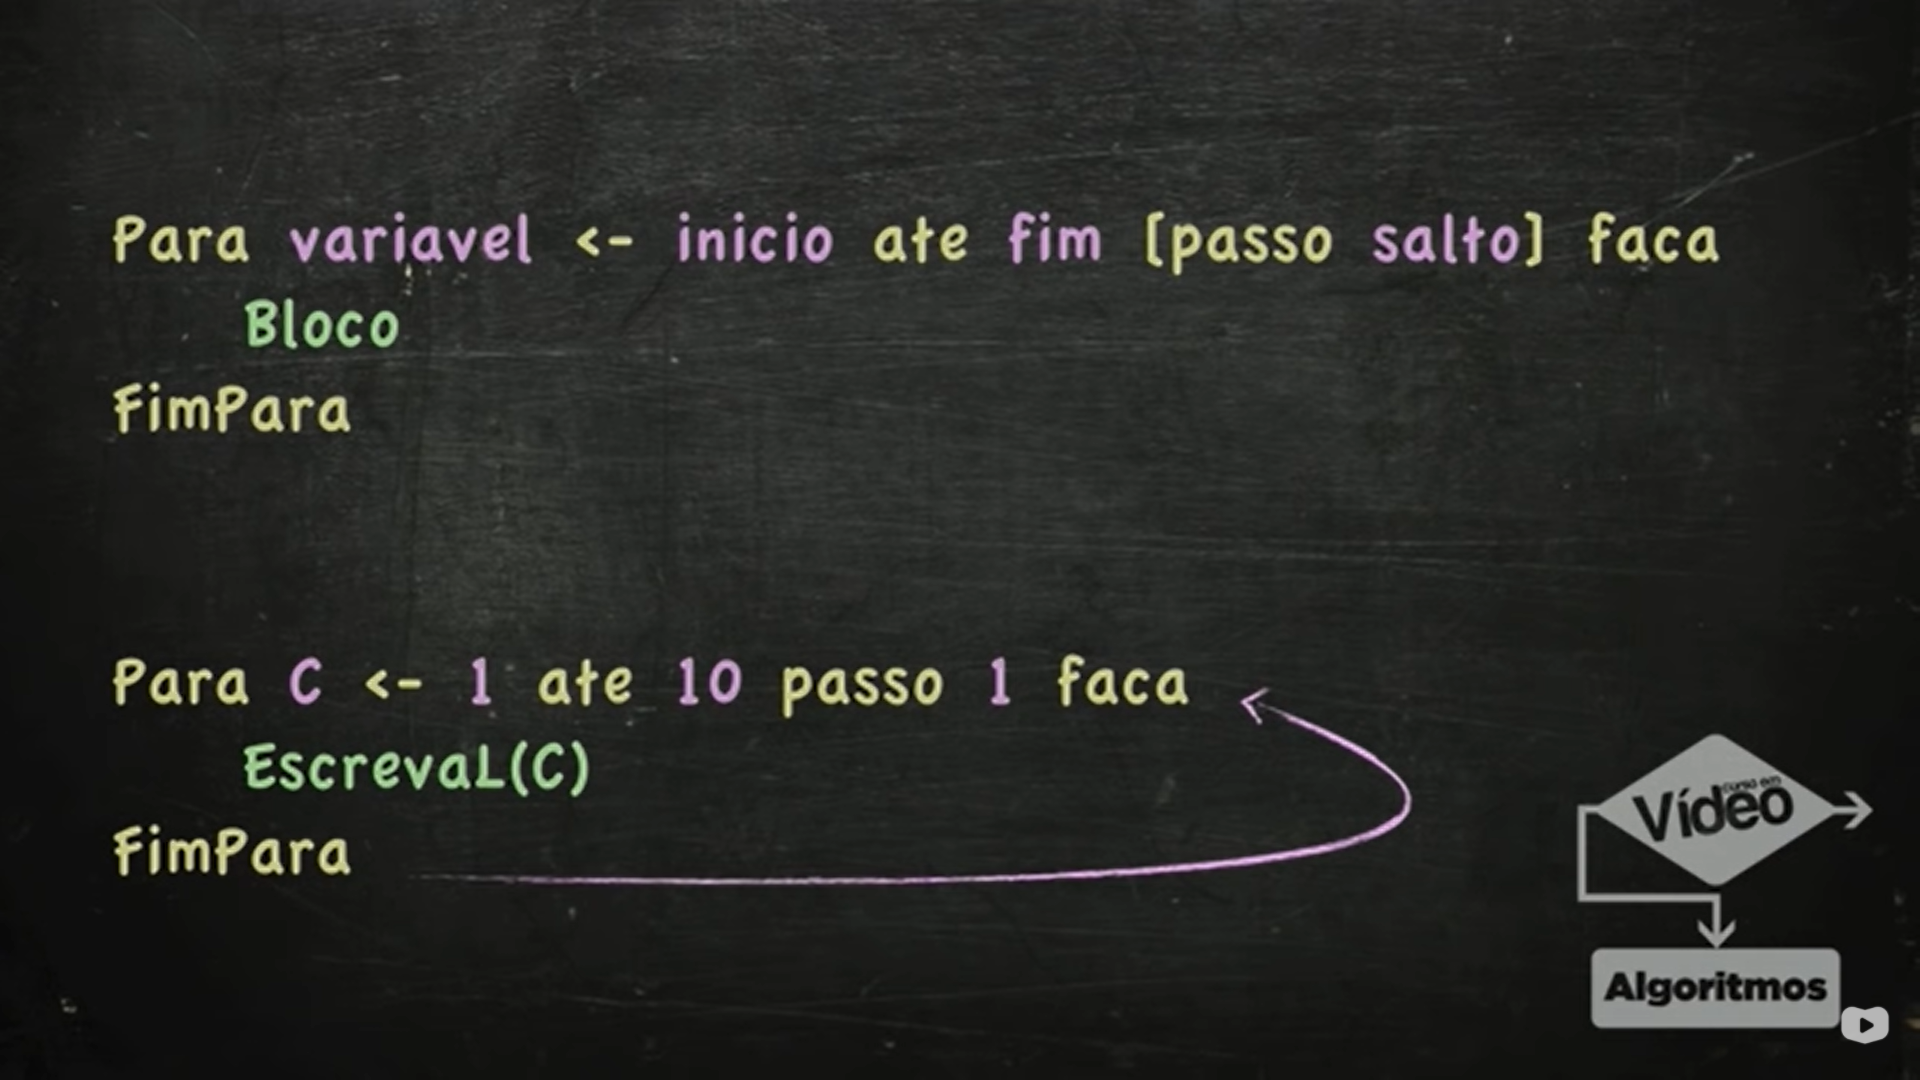 Para variavel <- inicio ate fim [passo salto] faca
Bloco
FimPara
Para C <- 1 ate 10 passo 1 faca
EscrevaL(C)
FimPara
curso em
Vídeo
Algoritmos